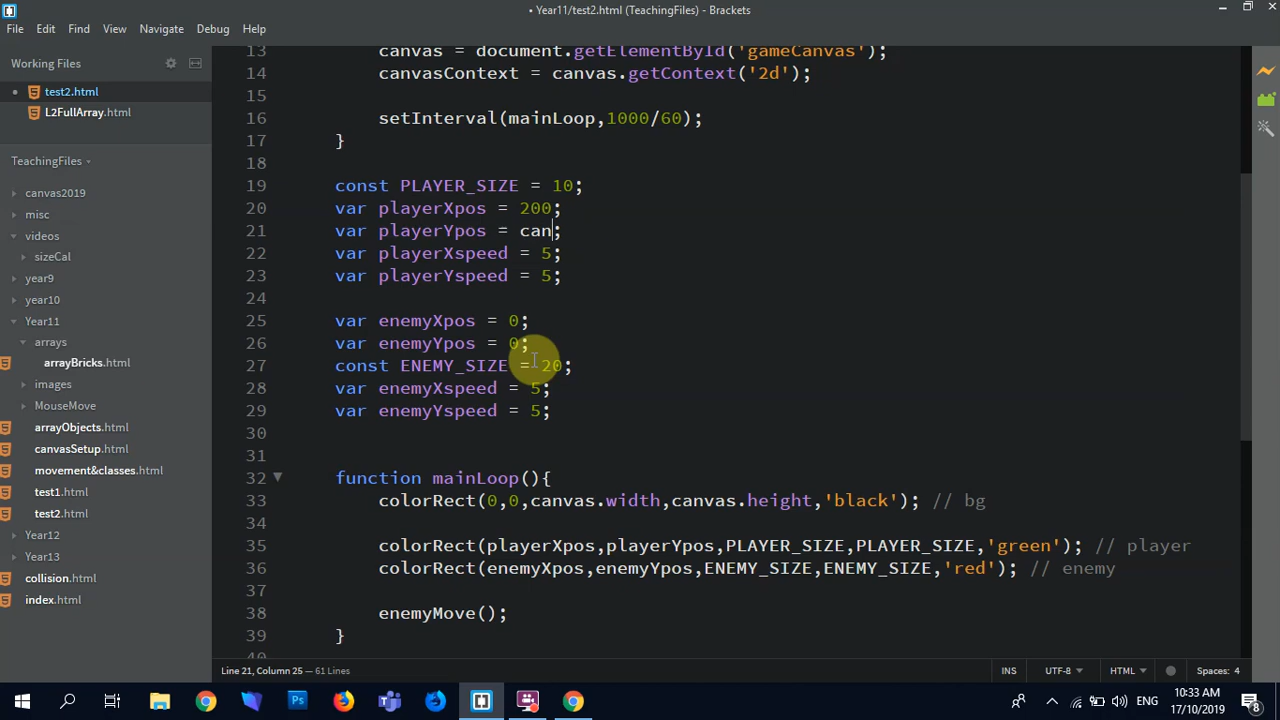 • Year11/test2.html (TeachingFiles) - Brackets
File Edit Find View Navigate Debug Help
Working Files
test2.html
L2FullArray.html
TeachingFiles
canvas2019
misc
videos
sizeCal
year9
year10
Year11
arrays
arrayBricks.html
images
MouseMove
arrayObjects.html
canvasSetup.html
movement&classes.html
test1.html
test2.html
Year12
Year13
collision.html
index.html
13 canvas = document.getElementById('gameCanvas');
14 canvasContext = canvas.getContext('2d');
15
16 setInterval(mainLoop,1000/60);
17 }
18
19 const PLAYER_SIZE = 10;
20 var playerXpos = 200;
21 var playerYpos = can;
22 var playerXspeed = 5;
23 var playerYspeed = 5;
24
25 var enemyXpos = 0;
26 var enemyYpos = 0;
27 const ENEMY_SIZE = 20;
28 var enemyXspeed = 5;
29 var enemyYspeed = 5;
30
31
32 function mainLoop(){
33 colorRect(0,0,canvas.width,canvas.height,'black'); // bg
34
35 colorRect(playerXpos,playerYpos,PLAYER_SIZE,PLAYER_SIZE,'green'); // player
36 colorRect(enemyXpos,enemyYpos,ENEMY_SIZE,ENEMY_SIZE,'red'); // enemy
37
38 enemyMove();
39 }
40
Line 21, Column 25 — 61 Lines
INS UTF-8 HTML Spaces: 4
ENG
10:33 AM
17/10/2019
8